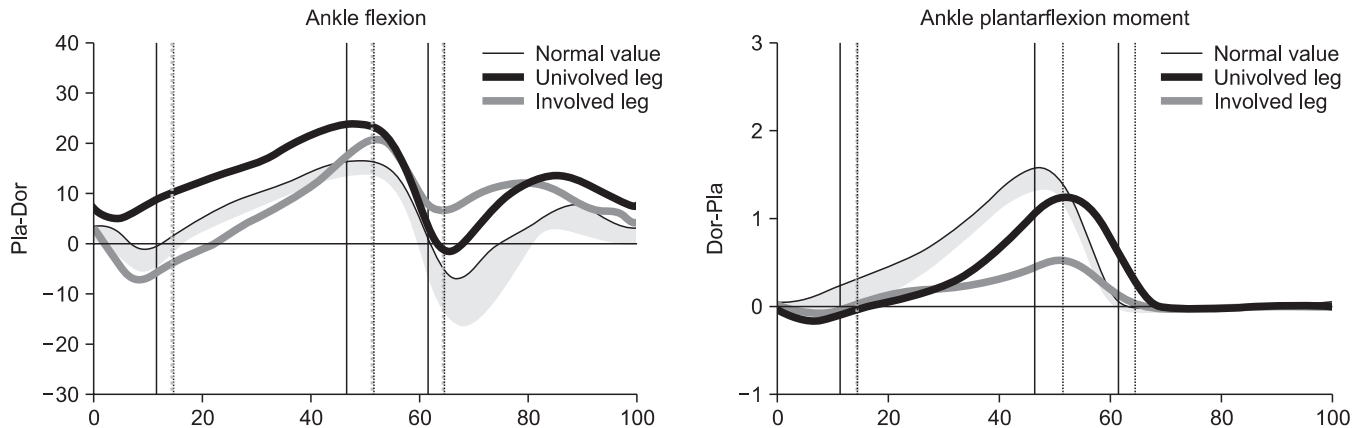 Ankle flexion
40
30
20
10
0
−10
−20
−30
Pla-Dor
Normal value
Univolved leg
Involved leg
0 20 40 60 80 100
Ankle plantarflexion moment
3
2
1
0
−1
Dor-Pla
Normal value
Univolved leg
Involved leg
0 20 40 60 80 100